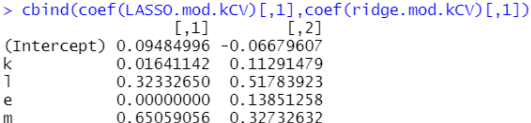 > cbind(coef(LASSO.mod.kCV)[,1],coef(ridge.mod.kCV)[,1])
[,1] [,2]
(Intercept) 0.09484996 -0.06679607
k 0.01641142 0.11291479
l 0.32332650 0.51783923
e 0.00000000 0.13851258
m 0.65059056 0.32732632